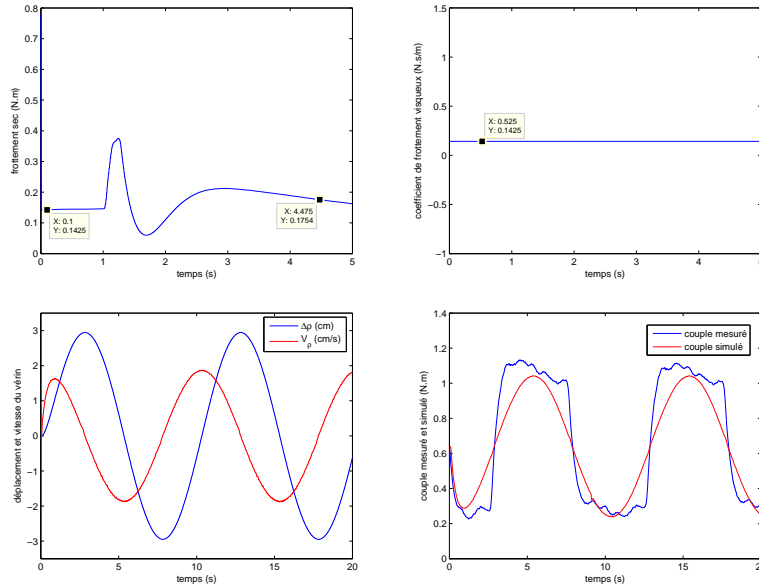 0.8
0.7
0.6
0.5
0.4
0.3
0.2
0.1
0
frottement sec (N.m)
X: 0.1
Y: 0.1425
X: 4.475
Y: 0.1754
0
1
2
3
4
5
temps (s)
1.5
1
0.5
0
-0.5
-1
coefficient de frottement visqueux (N.s/m)
X: 0.525
Y: 0.1425
0
1
2
3
4
5
temps (s)
3
2
1
0
-1
-2
-3
déplacement et vitesse du vérin
Δρ (cm)
V_ρ (cm/s)
0
5
10
15
20
temps (s)
1.4
1.2
1
0.8
0.6
0.4
0.2
0
couple mesuré et simulé (N.m)
couple mesuré
couple simulé
0
5
10
15
20
temps (s)